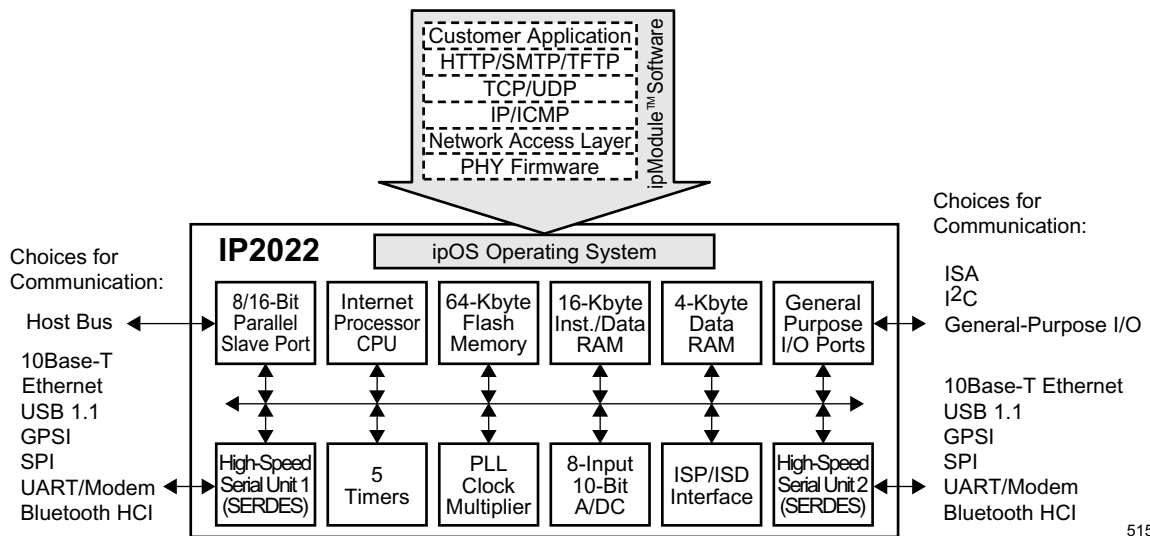 Customer Application
HTTP/SMTP/TFTP
TCP/UDP
IP/ICMP
Network Access Layer
PHY Firmware
ipModule™ Software
Choices for
Communication:
Host Bus
10Base-T
Ethernet
USB 1.1
GPSI
SPI
UART/Modem
Bluetooth HCI
IP2022
ipOS Operating System
8/16-Bit
Parallel
Slave Port
Internet
Processor
CPU
64-Kbyte
Flash
Memory
16-Kbyte
Inst./Data
RAM
4-Kbyte
Data
RAM
General
Purpose
I/O Ports
High-Speed
Serial Unit 1
(SERDES)
5
Timers
PLL
Clock
Multiplier
8-Input
10-Bit
A/DC
ISP/ISD
Interface
High-Speed
Serial Unit 2
(SERDES)
Choices for
Communication:
ISA
I²C
General-Purpose I/O
10Base-T Ethernet
USB 1.1
GPSI
SPI
UART/Modem
Bluetooth HCI
515